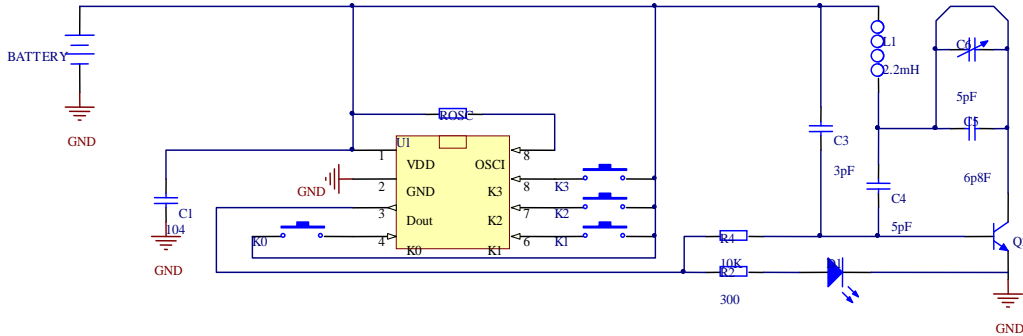 BATTERY
GND
ROSC
U1
1
VDD
OSCI
8
GND
2
GND
K3
8
K3
C1
104
3
Dout
K2
7
K2
K0
4
K0
K1
6
K1
GND
L1
2.2mH
C6
5pF
C5
6p8F
C3
3pF
C4
5pF
R4
10K
R2
300
D1
Q
GND